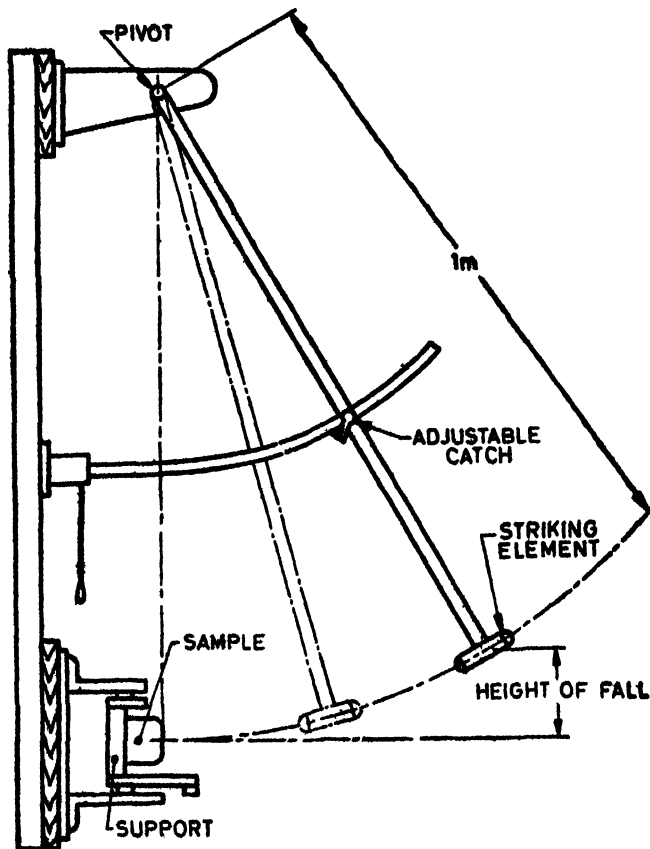 PIVOT
1m
ADJUSTABLE
CATCH
STRIKING
ELEMENT
SAMPLE
HEIGHT OF FALL
SUPPORT